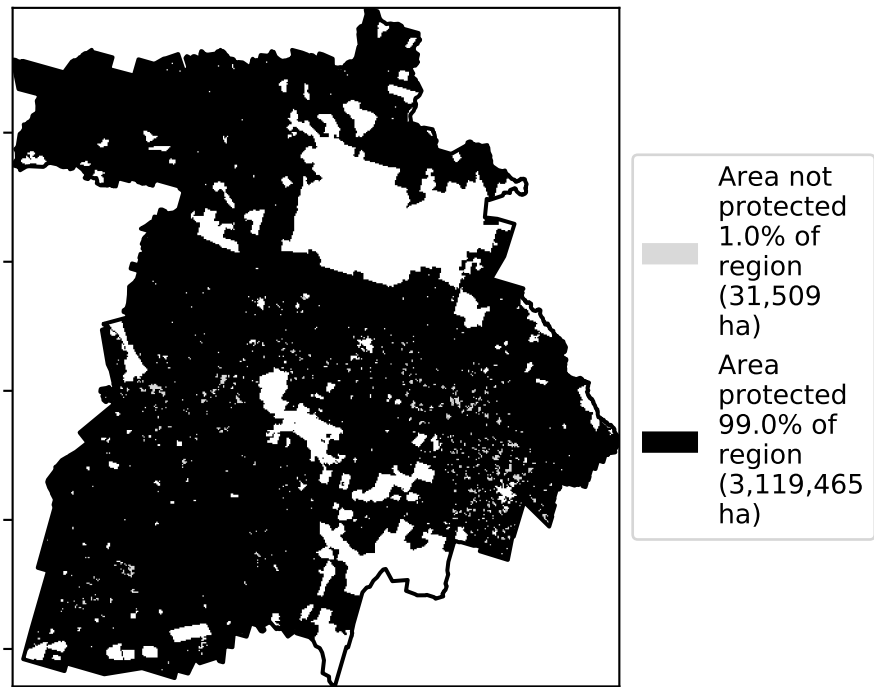 Area not
protected
1.0% of
region
(31,509
ha)
Area
protected
99.0% of
region
(3,119,465
ha)